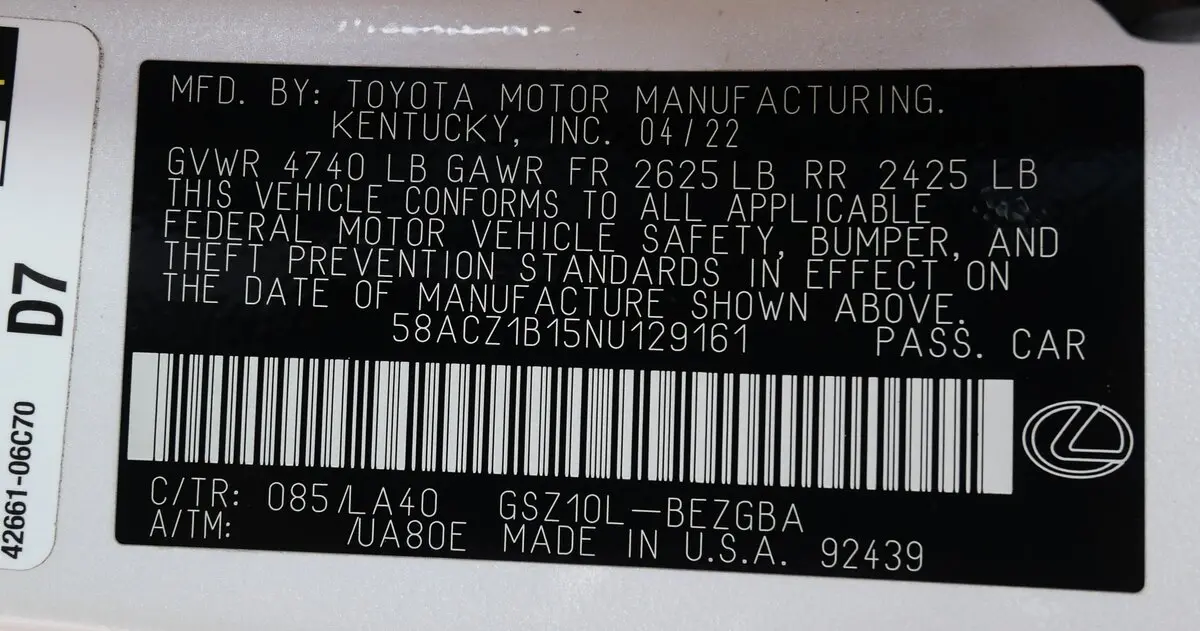 MFD. BY: TOYOTA MOTOR MANUFACTURING.
KENTUCKY, INC. 04/22
GVWR 4740 LB GAWR FR 2625 LB RR 2425 LB
THIS VEHICLE CONFORMS TO ALL APPLICABLE
FEDERAL MOTOR VEHICLE SAFETY, BUMPER, AND
THEFT PREVENTION STANDARDS IN EFFECT ON
THE DATE OF MANUFACTURE SHOWN ABOVE.
58ACZ1B15NU129161 PASS. CAR
C/TR: 085/LA40 GSZ10L-BEZGBA
A/TM: /UA80E MADE IN U.S.A. 92439
D7
42661-06C70